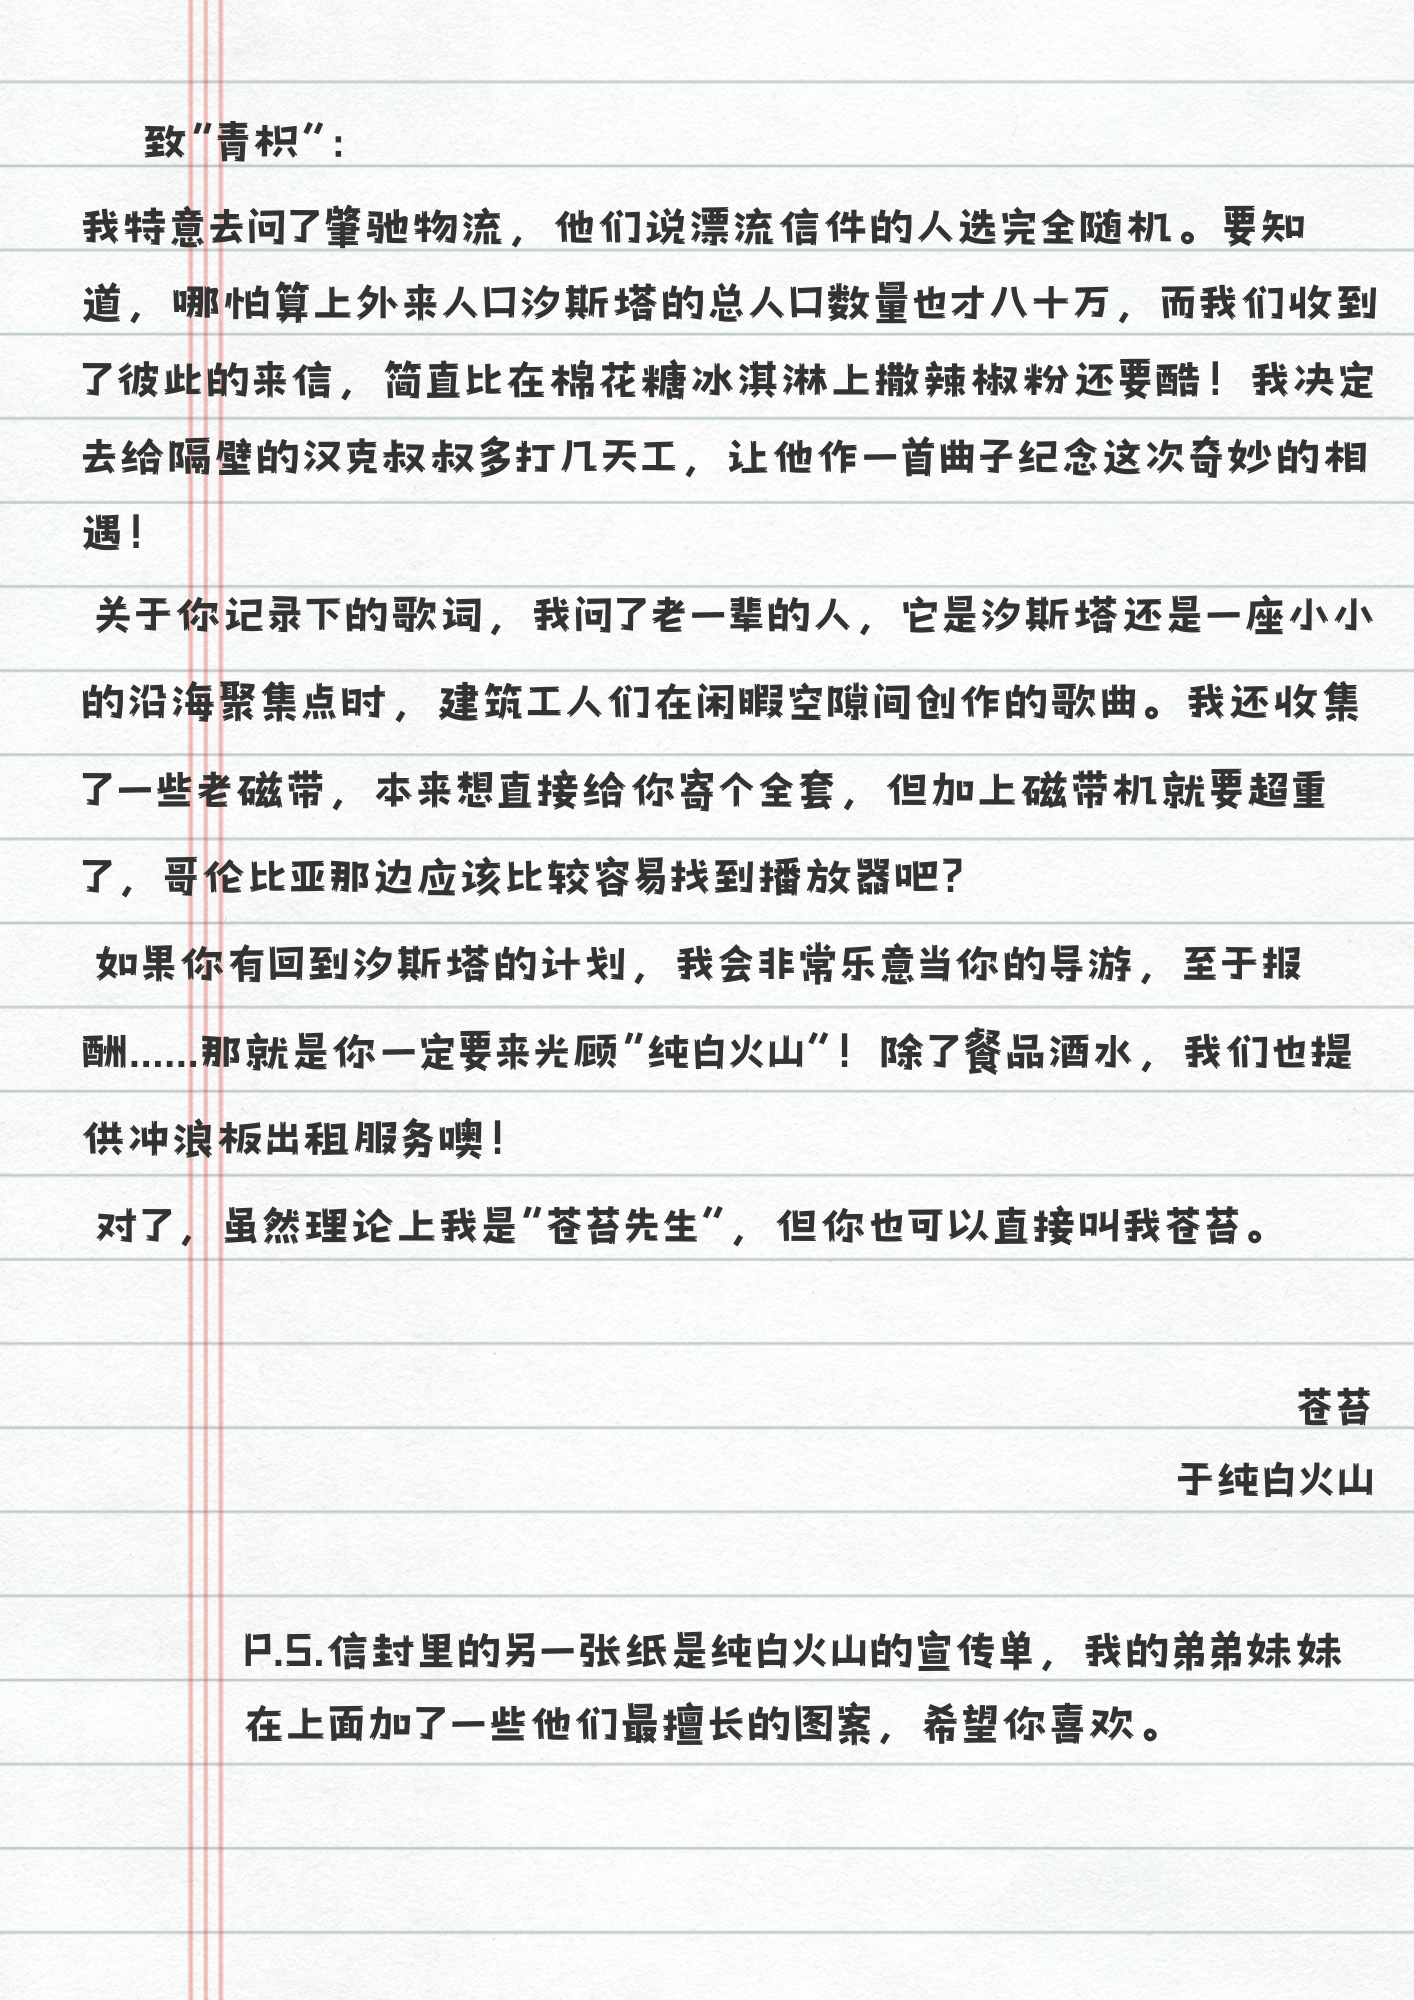 致"青枳":
我特意去问了肇驰物流，他们说漂流信件的人选完全随机。要知
道，哪怕算上外来人口汐斯塔的总人口数量也才八十万，而我们收到
了彼此的来信，简直比在棉花糖冰淇淋上撒辣椒粉还要酷！我决定
去给隔壁的汉克叔叔多打几天工，让他作一首曲子纪念这次奇妙的相
遇！
关于你记录下的歌词，我问了老一辈的人，它是汐斯塔还是一座小小
的沿海聚集点时，建筑工人们在闲暇空隙间创作的歌曲。我还收集
了一些老磁带，本来想直接给你寄个全套，但加上磁带机就要超重
了，哥伦比亚那边应该比较容易找到播放器吧？
如果你有回到汐斯塔的计划，我会非常乐意当你的导游，至于报
酬……那就是你一定要来光顾"纯白火山"！除了餐品酒水，我们也提
供冲浪板出租服务噢！
对了，虽然理论上我是"苍苔先生"，但你也可以直接叫我苍苔。
苍苔
于纯白火山
P.S.信封里的另一张纸是纯白火山的宣传单，我的弟弟妹妹
在上面加了一些他们最擅长的图案，希望你喜欢。